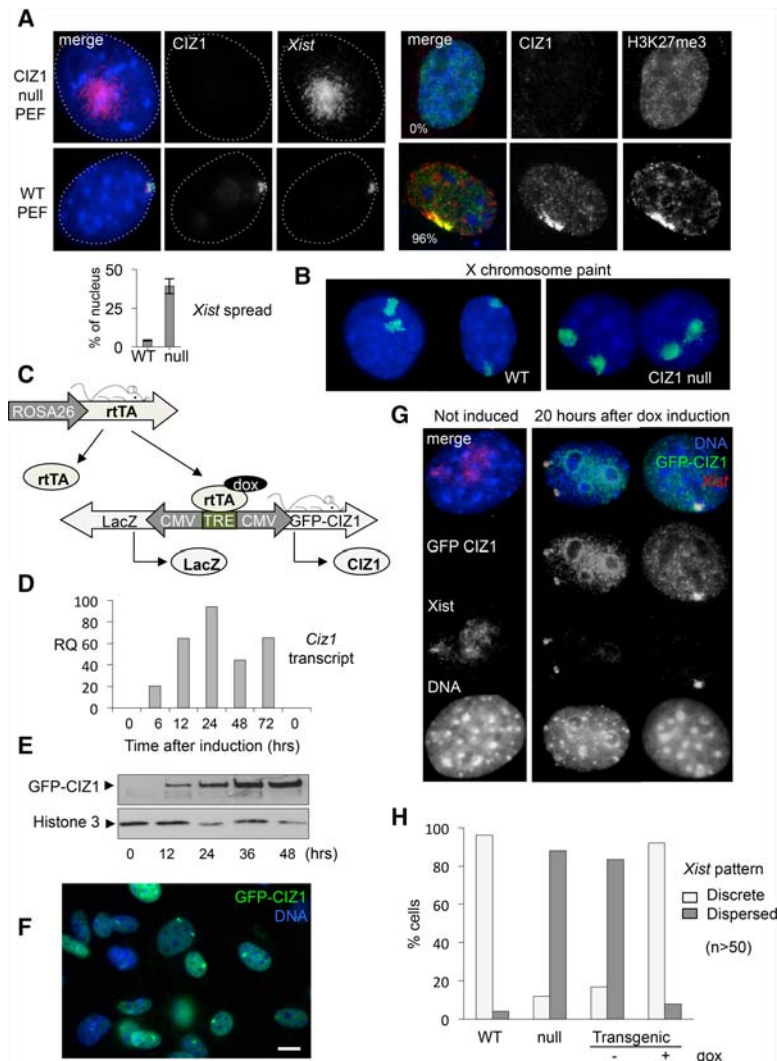 A
merge
CIZ1
Xist
merge
CIZ1
H3K27me3
CIZ1
null
PEF
0%
WT
PEF
96%
50
40
20
0
% of nucleus
WT
null
Xist spread
B
X chromosome paint
WT
CIZ1 null
C
ROSA26
rtTA
rtTA
dox
rtTA
LacZ
CMV
TRE
CMV
GFP-CIZ1
LacZ
CIZ1
D
100
80
RQ
60
40
20
0
Ciz1
transcript
0 6 12 24 48 72 0
Time after induction (hrs)
E
GFP-CIZ1
Histone 3
0 12 24 36 48 (hrs)
F
GFP-CIZ1
DNA
G
Not induced
20 hours after dox induction
merge
DNA
GFP-CIZ1
Xist
GFP CIZ1
Xist
DNA
H
100
80
60
40
20
0
% cells
Xist pattern
Discrete
Dispersed
(n>50)
WT
null
Transgenic
- + dox